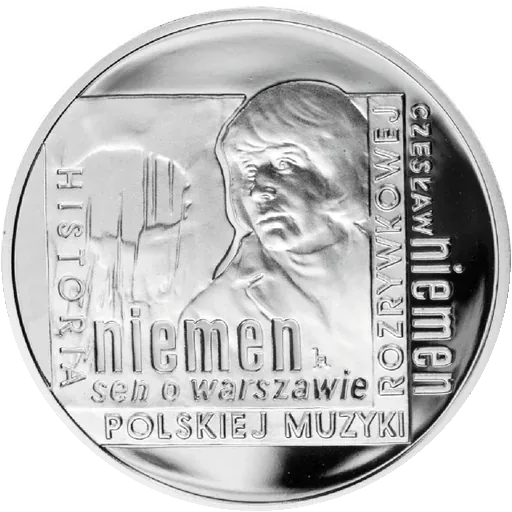 HISTORIA
POLSKIEJ MUZYKI
ROZRYWKOWEJ
CZESŁAW
niemen
niemen
sen o warszawie